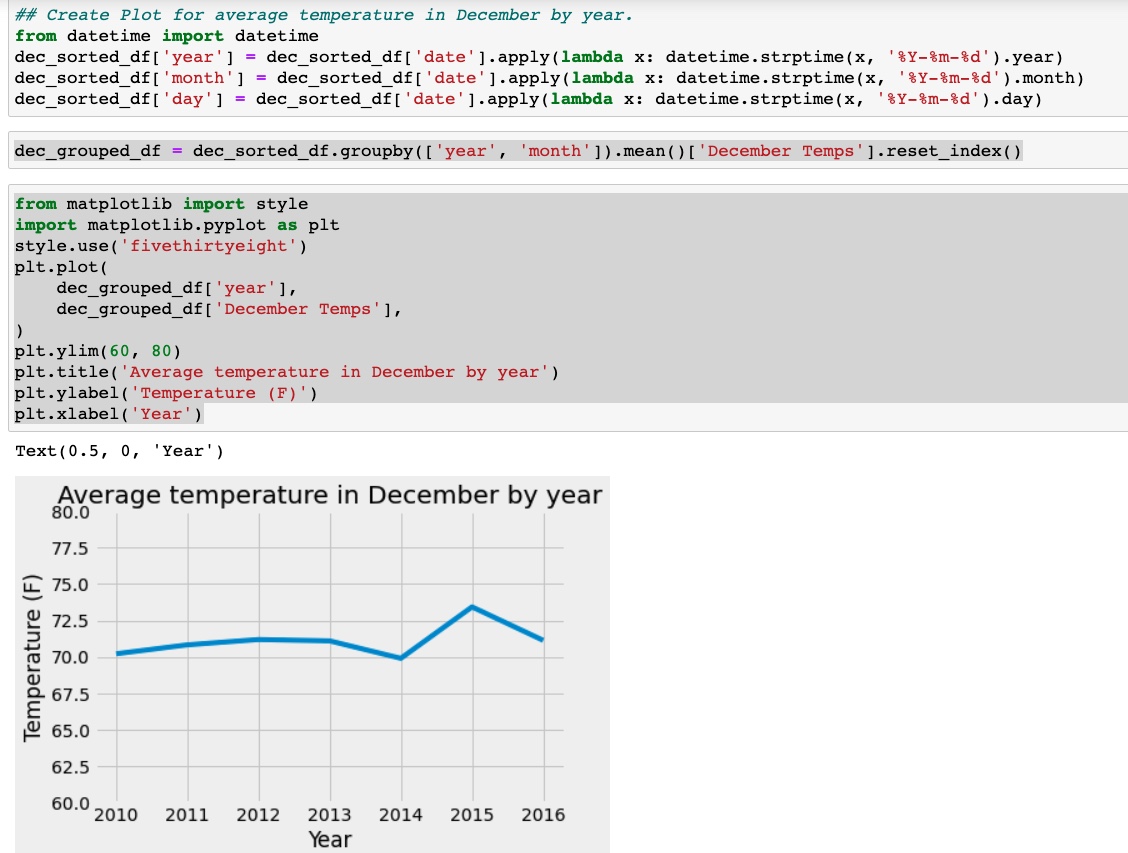 ## Create Plot for average temperature in December by year.
from datetime import datetime
dec_sorted_df['year'] = dec_sorted_df['date'].apply(lambda x: datetime.strptime(x, '%Y-%m-%d').year)
dec_sorted_df['month'] = dec_sorted_df['date'].apply(lambda x: datetime.strptime(x, '%Y-%m-%d').month)
dec_sorted_df['day'] = dec_sorted_df['date'].apply(lambda x: datetime.strptime(x, '%Y-%m-%d').day)
dec_grouped_df = dec_sorted_df.groupby(['year', 'month']).mean()['December Temps'].reset_index()
from matplotlib import style
import matplotlib.pyplot as plt
style.use('fivethirtyeight')
plt.plot(
    dec_grouped_df['year'],
    dec_grouped_df['December Temps'],
)
plt.ylim(60, 80)
plt.title('Average temperature in December by year')
plt.ylabel('Temperature (F)')
plt.xlabel('Year')
Text(0.5, 0, 'Year')
Average temperature in December by year
80.0
77.5
75.0
72.5
70.0
67.5
65.0
62.5
60.0
Temperature (F)
2010 2011 2012 2013 2014 2015 2016
Year